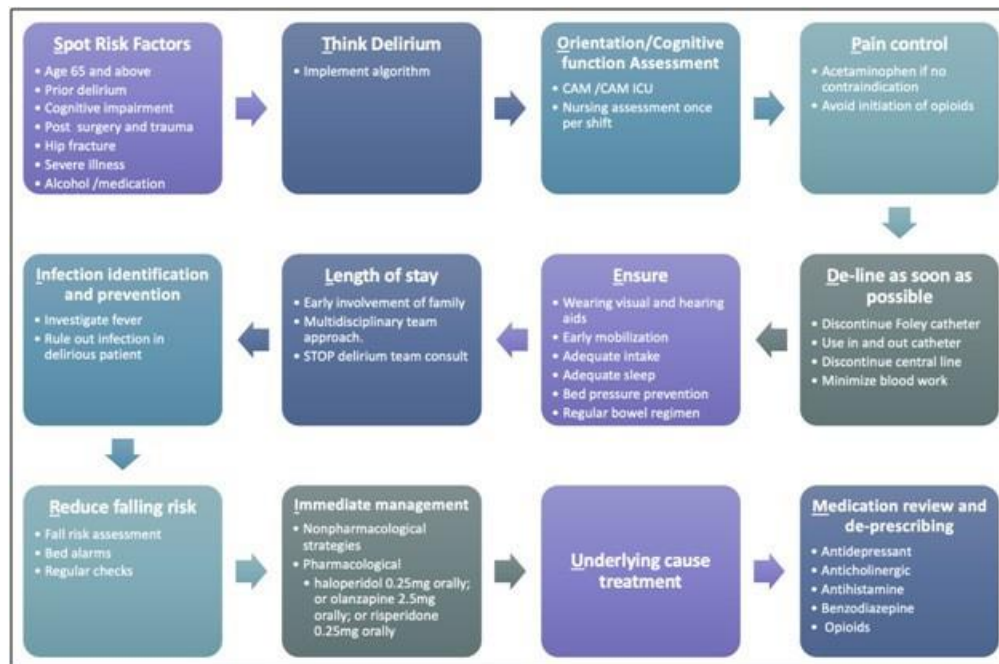 Spot Risk Factors
• Age 65 and above
• Prior delirium
• Cognitive impairment
• Post surgery and trauma
• Hip fracture
• Severe illness
• Alcohol /medication
Think Delirium
• Implement algorithm
Orientation/Cognitive
function Assessment
• CAM /CAM ICU
• Nursing assessment once
per shift
Pain control
• Acetaminophen if no
contraindication
• Avoid initiation of opioids
De-line as soon as
possible
• Discontinue Foley catheter
• Use in and out catheter
• Discontinue central line
• Minimize blood work
Ensure
• Wearing visual and hearing
aids
• Early mobilization
• Adequate intake
• Adequate sleep
• Bed pressure prevention
• Regular bowel regimen
Length of stay
• Early involvement of family
• Multidisciplinary team
approach.
• STOP delirium team consult
Infection identification
and prevention
• Investigate fever
• Rule out infection in
delirious patient
Reduce falling risk
• Fall risk assessment
• Bed alarms
• Regular checks
Immediate management
• Nonpharmacological
strategies
• Pharmacological
• haloperidol 0.25mg orally;
or olanzapine 2.5mg
orally; or risperidone
0.25mg orally
Underlying cause
treatment
Medication review and
de-prescribing
• Antidepressant
• Anticholinergic
• Antihistamine
• Benzodiazepine
• Opioids